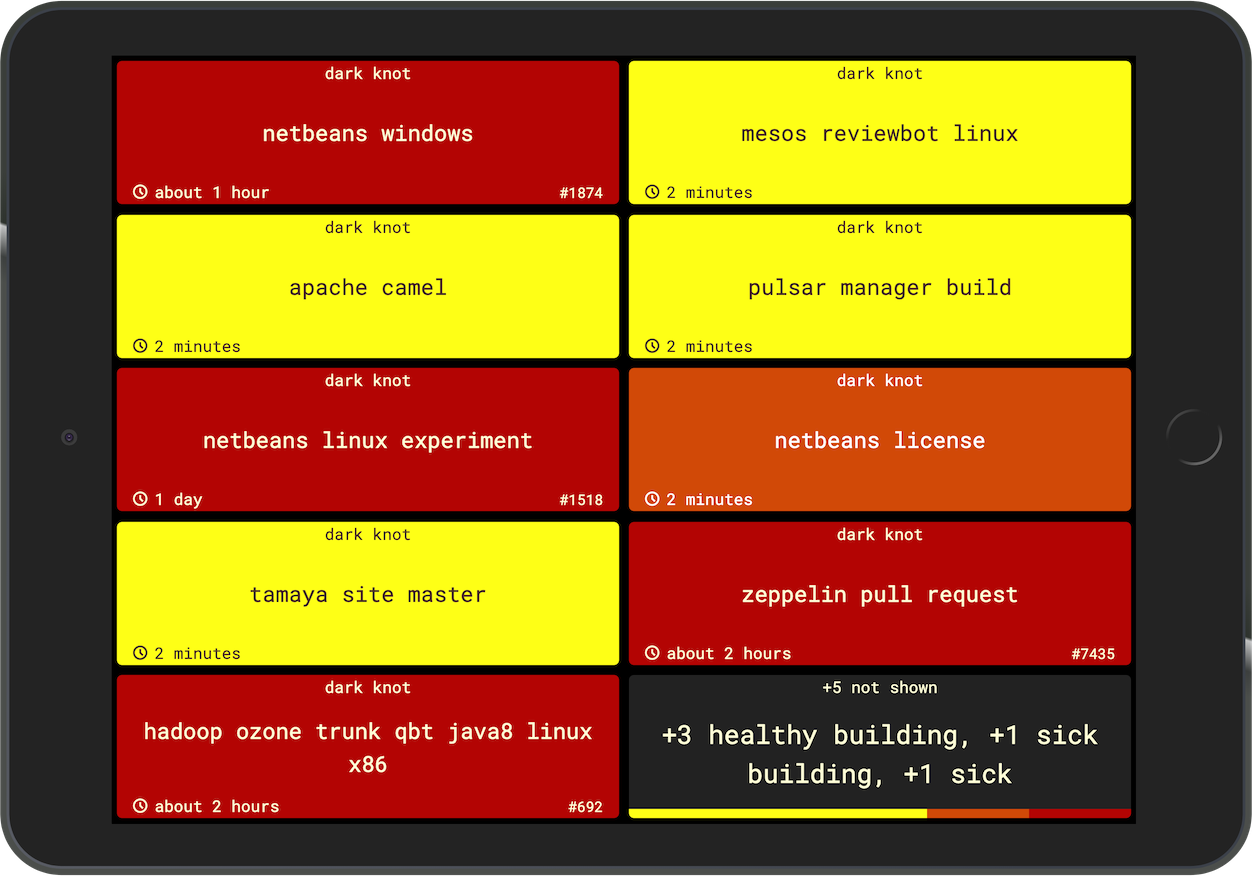 dark knot
netbeans windows
about 1 hour #1874
dark knot
mesos reviewbot linux
2 minutes
dark knot
apache camel
2 minutes
dark knot
pulsar manager build
2 minutes
dark knot
netbeans linux experiment
1 day #1518
dark knot
netbeans license
2 minutes
dark knot
tamaya site master
2 minutes
dark knot
zeppelin pull request
about 2 hours #7435
dark knot
hadoop ozone trunk qbt java8 linux
x86
about 2 hours #692
+5 not shown
+3 healthy building, +1 sick
building, +1 sick